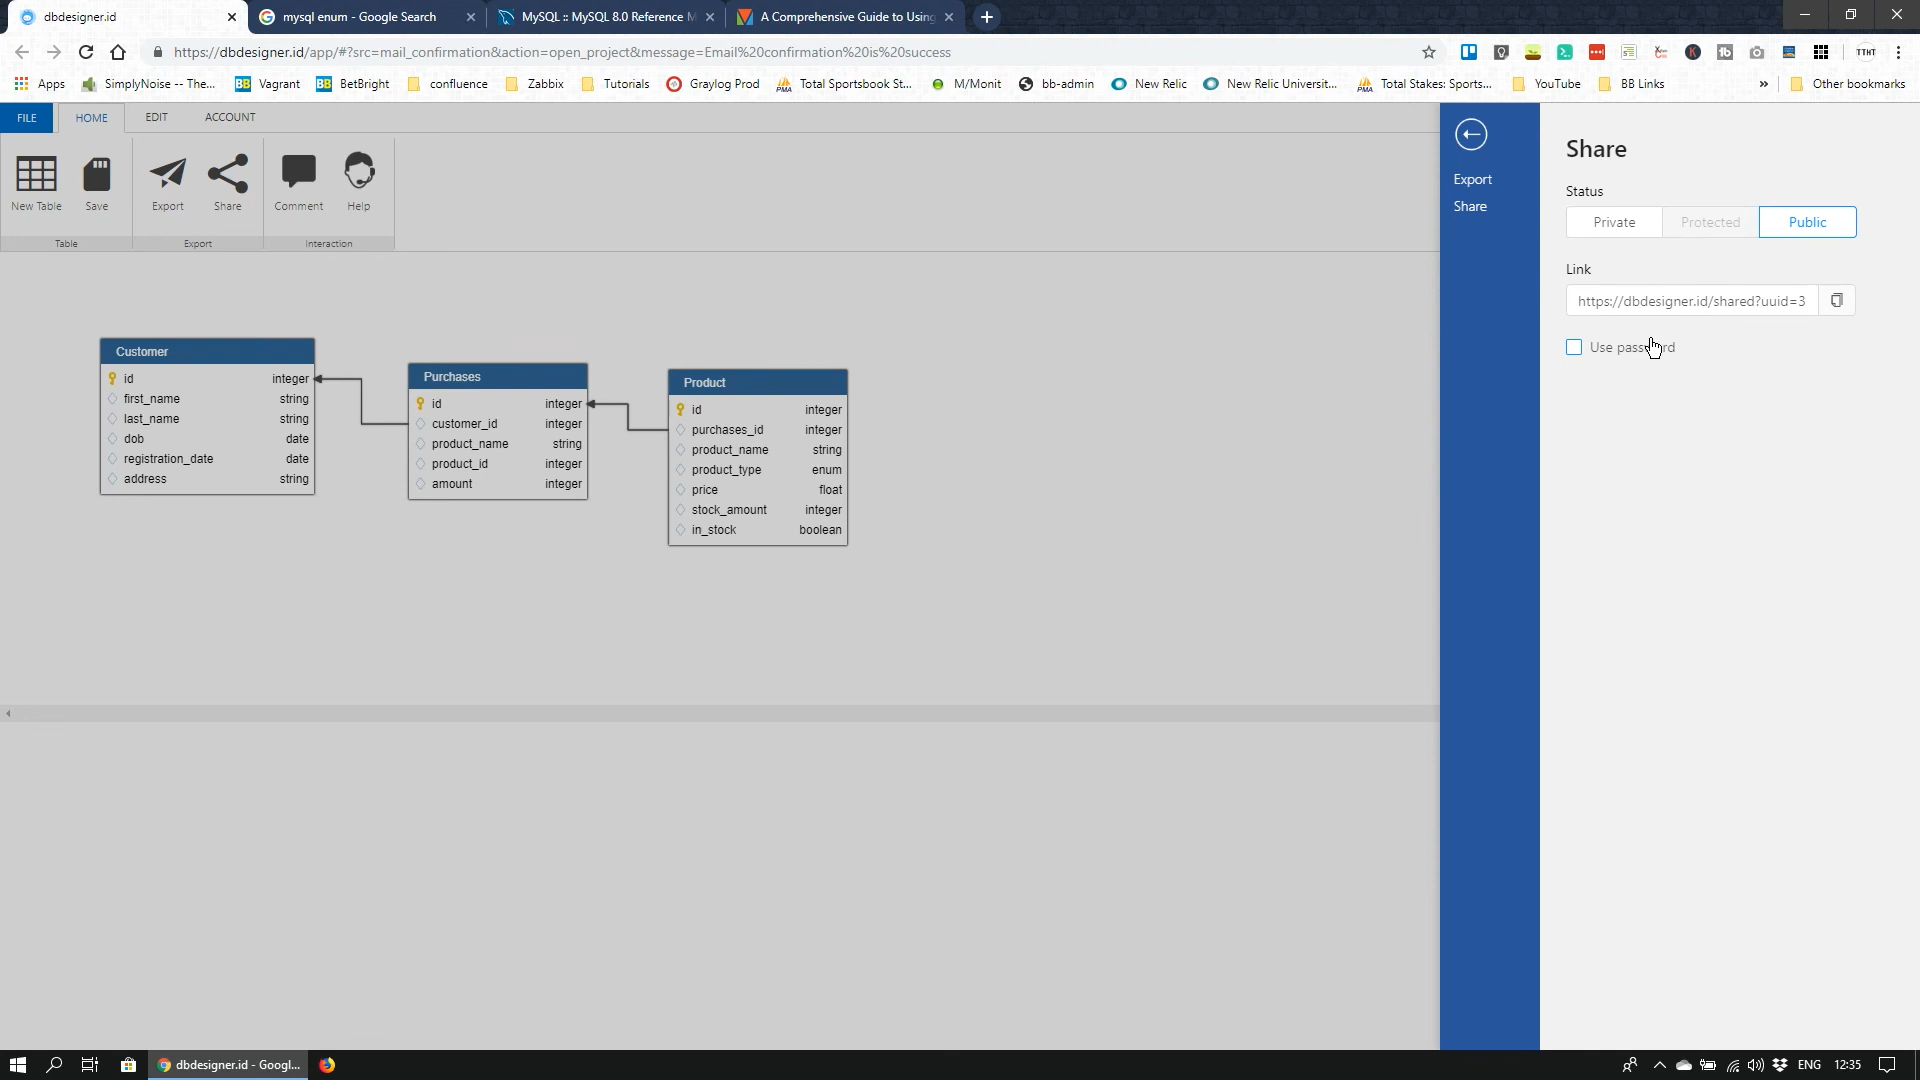 dbdesigner.id
mysql enum - Google Search
MySQL :: MySQL 8.0 Reference M
A Comprehensive Guide to Using
https://dbdesigner.id/app/#?src=mail_confirmation&action=open_project&message=Email%20confirmation%20is%20success
TTHT
Apps
SimplyNoise -- The...
BB Vagrant
BB BetBright
confluence
Zabbix
Tutorials
Graylog Prod
PMA Total Sportsbook St...
M/Monit
bb-admin
New Relic
New Relic Universit...
PMA Total Stakes: Sports...
YouTube
BB Links
»
Other bookmarks
FILE
HOME
EDIT
ACCOUNT
New Table
Save
Export
Share
Comment
Help
Table
Export
Interaction
Customer
id integer
first_name string
last_name string
dob date
registration_date date
address string
Purchases
id integer
customer_id integer
product_name string
product_id integer
amount integer
Product
id integer
purchases_id integer
product_name string
product_type enum
price float
stock_amount integer
in_stock boolean
Export
Share
Share
Status
Private
Protected
Public
Link
https://dbdesigner.id/shared?uuid=3
Use password
dbdesigner.id - Googl...
ENG
12:35